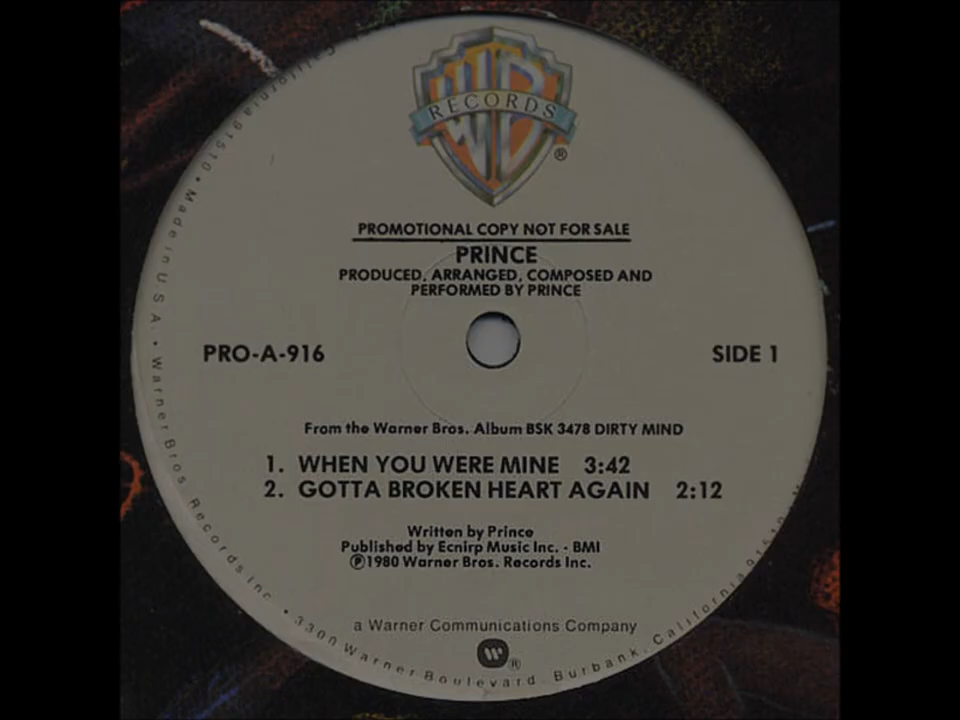 RECORDS
®
PROMOTIONAL COPY NOT FOR SALE
PRINCE
PRODUCED, ARRANGED, COMPOSED AND
PERFORMED BY PRINCE
PRO-A-916
SIDE 1
From the Warner Bros. Album BSK 3478 DIRTY MIND
1. WHEN YOU WERE MINE 3:42
2. GOTTA BROKEN HEART AGAIN 2:12
Written by Prince
Published by Ecnirp Music Inc. - BMI
℗1980 Warner Bros. Records Inc.
a Warner Communications Company
®
91510 • Made in U.S.A. • Warner Bros Records Inc. • 3300 Warner Boulevard, Burbank, California 91510